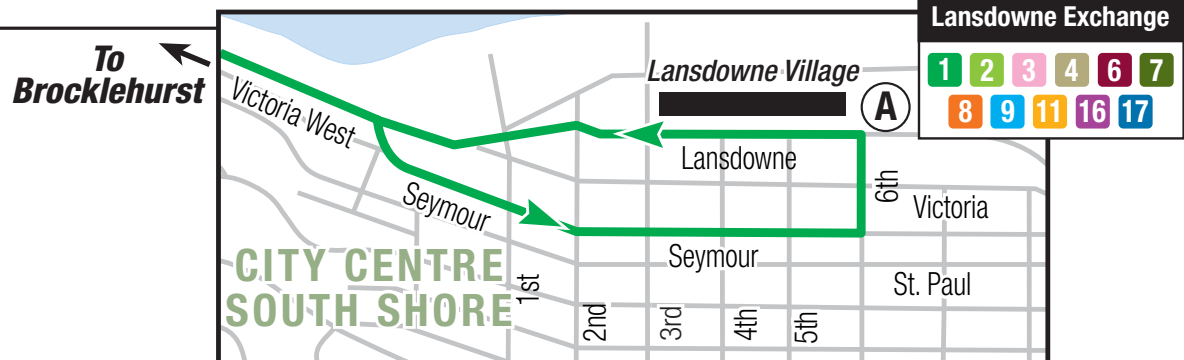 Lansdowne Exchange
1 2 3 4 6 7
8 9 11 16 17
To
Brocklehurst
Lansdowne Village
A
Victoria West
Lansdowne
6th
Seymour
Victoria
Seymour
CITY CENTRE
SOUTH SHORE
St. Paul
1st
2nd
3rd
4th
5th